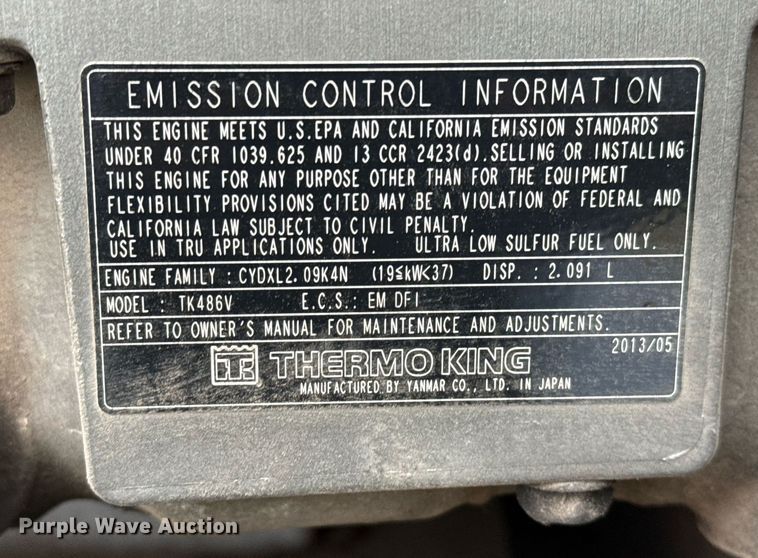 EMISSION CONTROL INFORMATION
THIS ENGINE MEETS U.S.EPA AND CALIFORNIA EMISSION STANDARDS
UNDER 40 CFR 1039.625 AND 13 CCR 2423(d).SELLING OR INSTALLING
THIS ENGINE FOR ANY PURPOSE OTHER THAN FOR THE EQUIPMENT
FLEXIBILITY PROVISIONS CITED MAY BE A VIOLATION OF FEDERAL AND
CALIFORNIA LAW SUBJECT TO CIVIL PENALTY.
USE IN TRU APPLICATIONS ONLY. ULTRA LOW SULFUR FUEL ONLY.
ENGINE FAMILY : CYDXL2.09K4N (19≦kW<37) DISP. : 2.091 L
MODEL : TK486V E.C.S.: EM DFI
REFER TO OWNER'S MANUAL FOR MAINTENANCE AND ADJUSTMENTS.
2013/05
TK THERMO KING
MANUFACTURED BY YANMAR CO., LTD. IN JAPAN
Purple Wave Auction